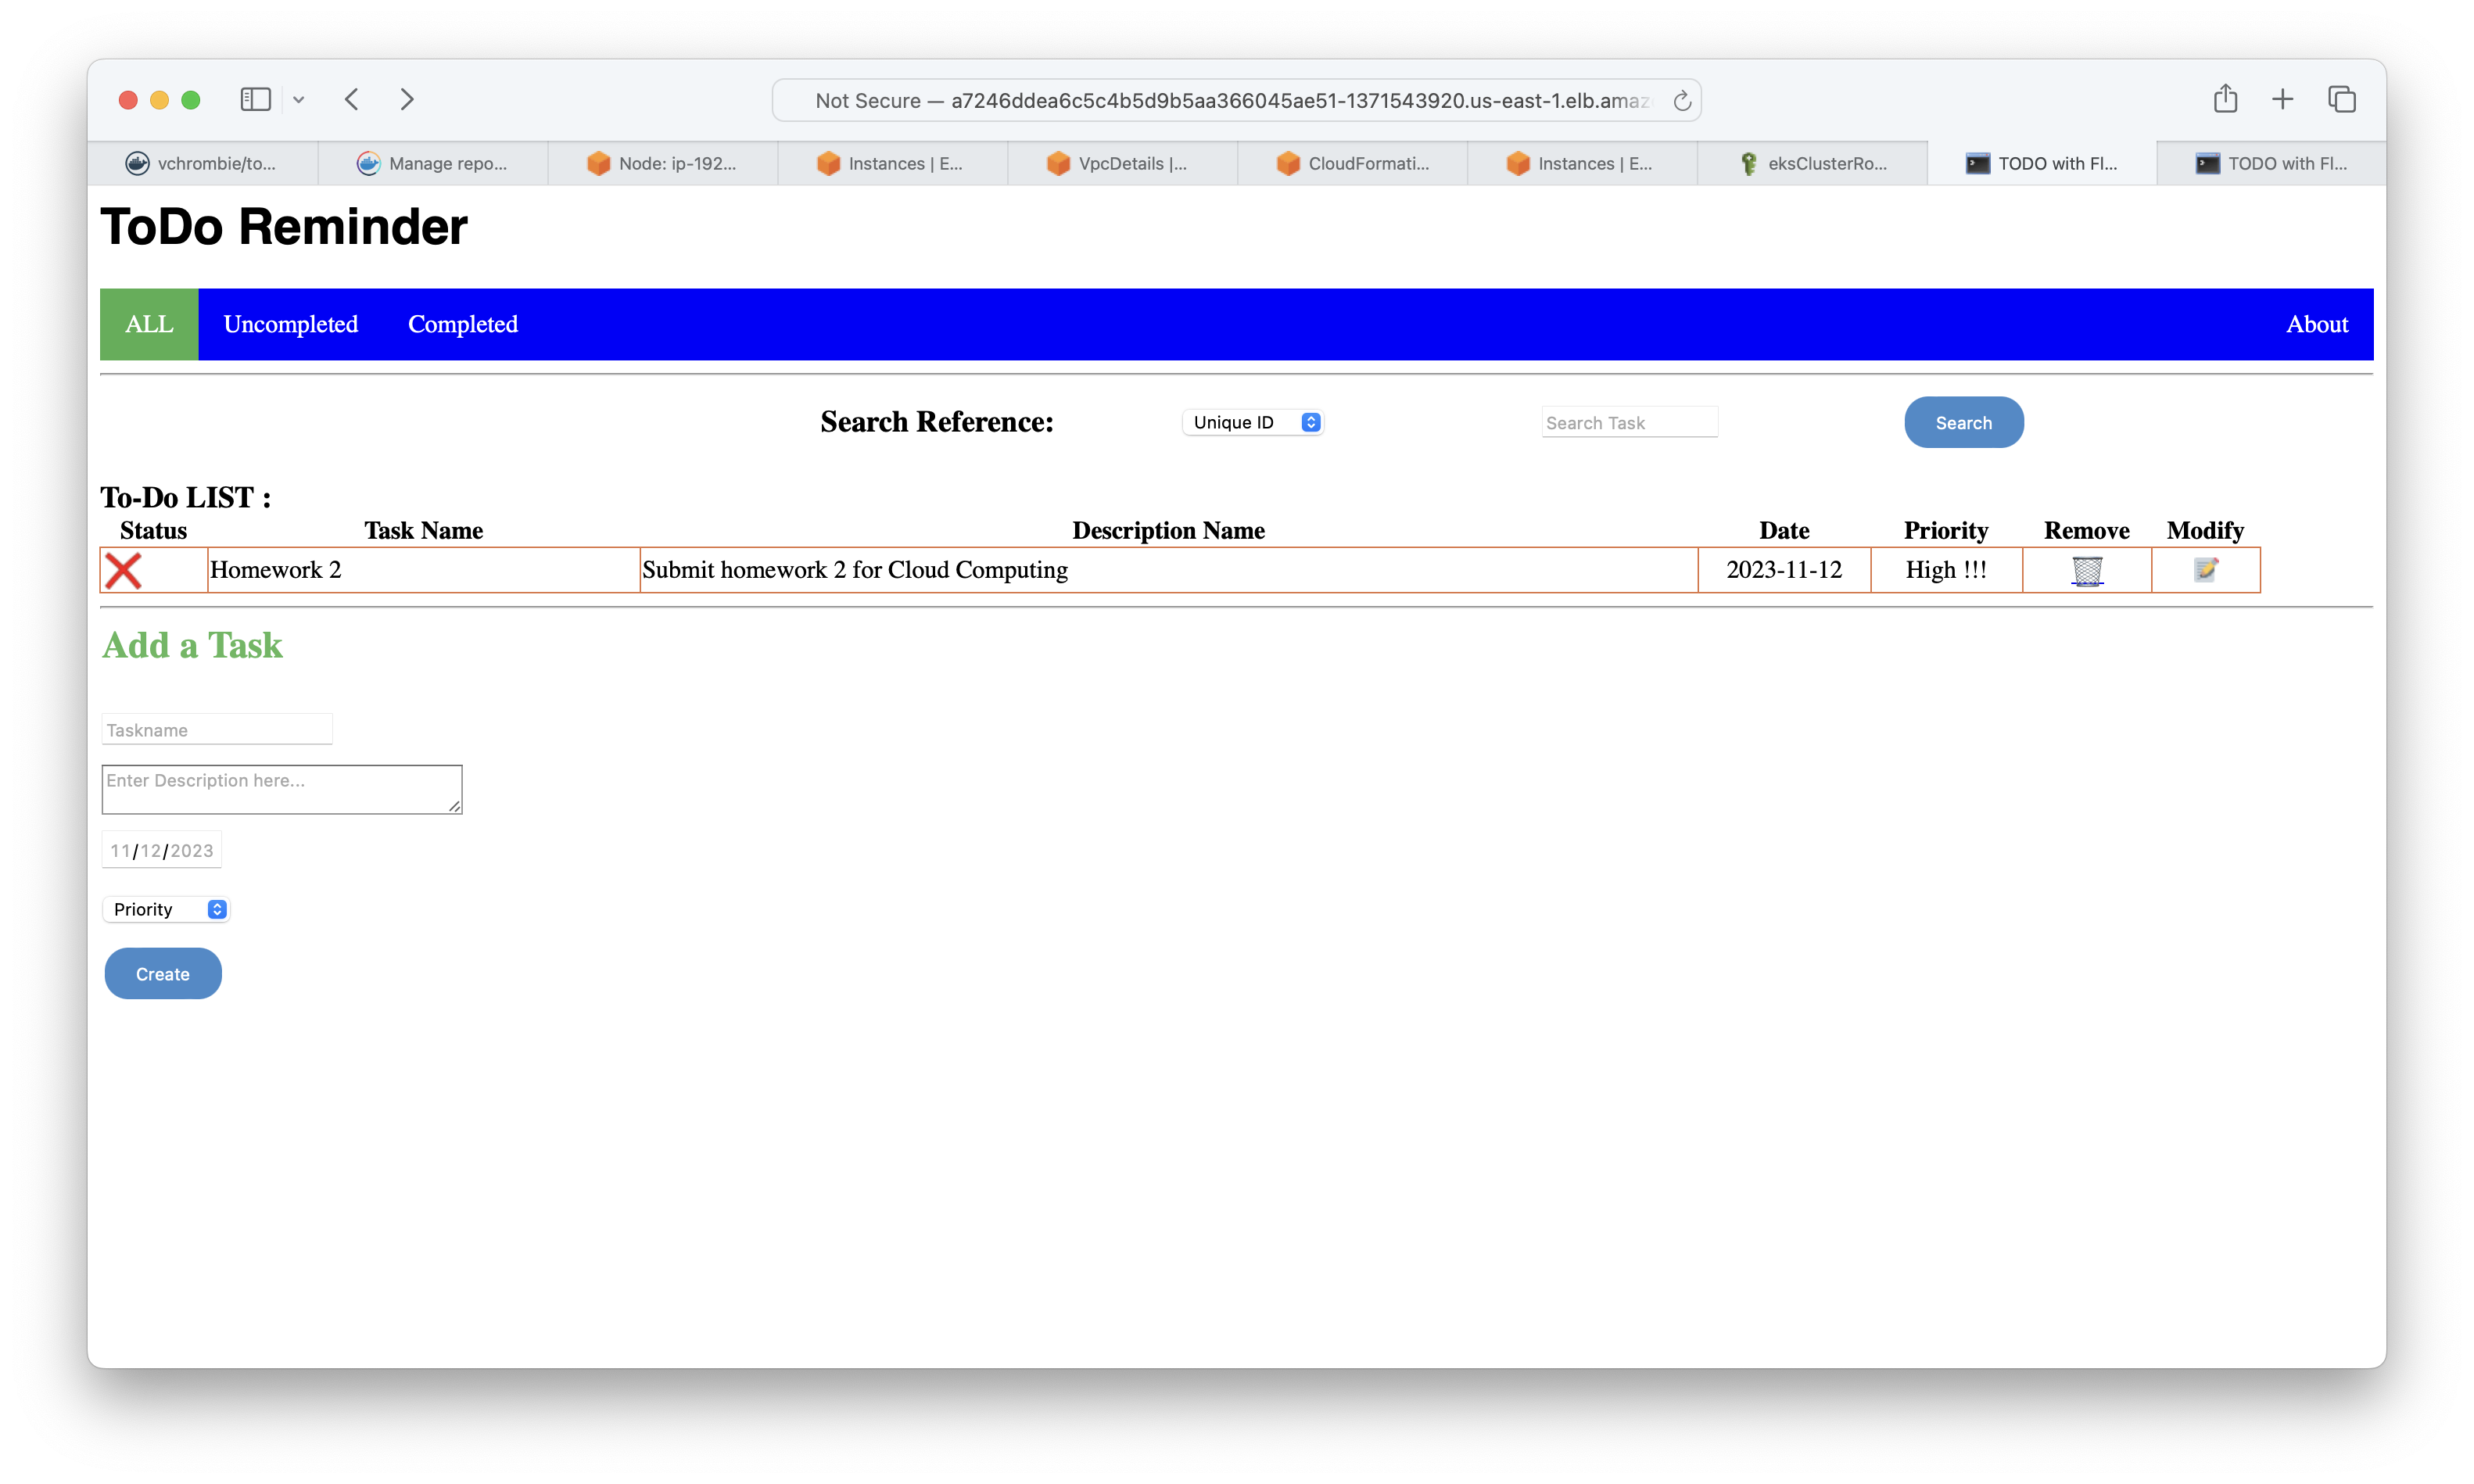 Not Secure — a7246ddea6c5c4b5d9b5aa366045ae51-1371543920.us-east-1.elb.amaz
vchrombie/to... Manage repo... Node: ip-192... Instances | E... VpcDetails |... CloudFormati... Instances | E... eksClusterRo... TODO with Fl... TODO with Fl...
ToDo Reminder
ALL Uncompleted Completed About
Search Reference: Unique ID Search Task Search
To-Do LIST :
Status Task Name Description Name Date Priority Remove Modify
Homework 2 Submit homework 2 for Cloud Computing 2023-11-12 High !!!
Add a Task
Taskname
Enter Description here...
11/12/2023
Priority
Create